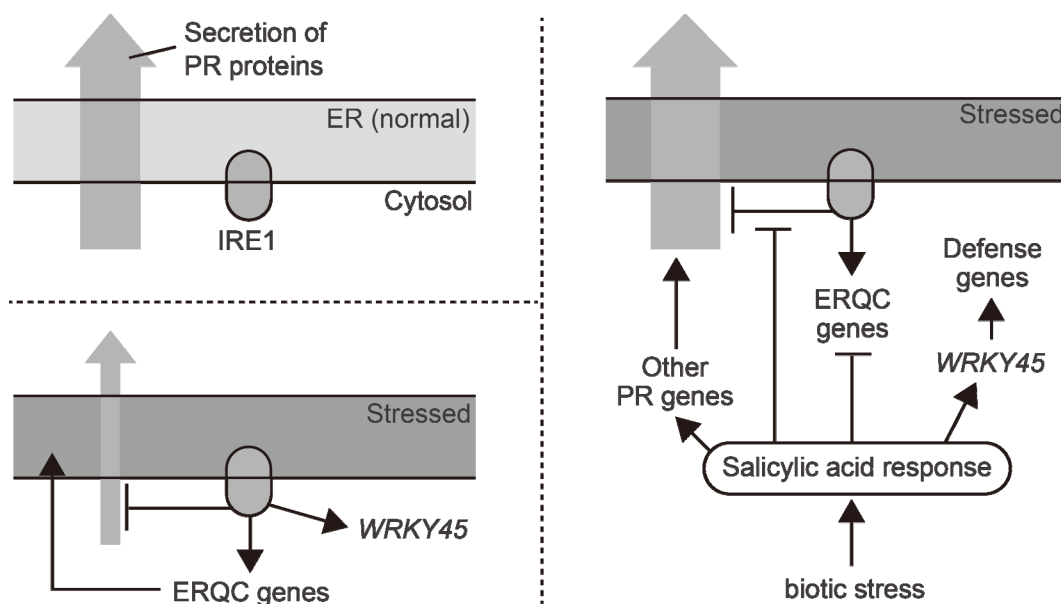 Secretion of
PR proteins
ER (normal)
Cytosol
IRE1
Stressed
WRKY45
ERQC genes
Stressed
Defense
genes
ERQC
genes
WRKY45
Other
PR genes
Salicylic acid response
biotic stress